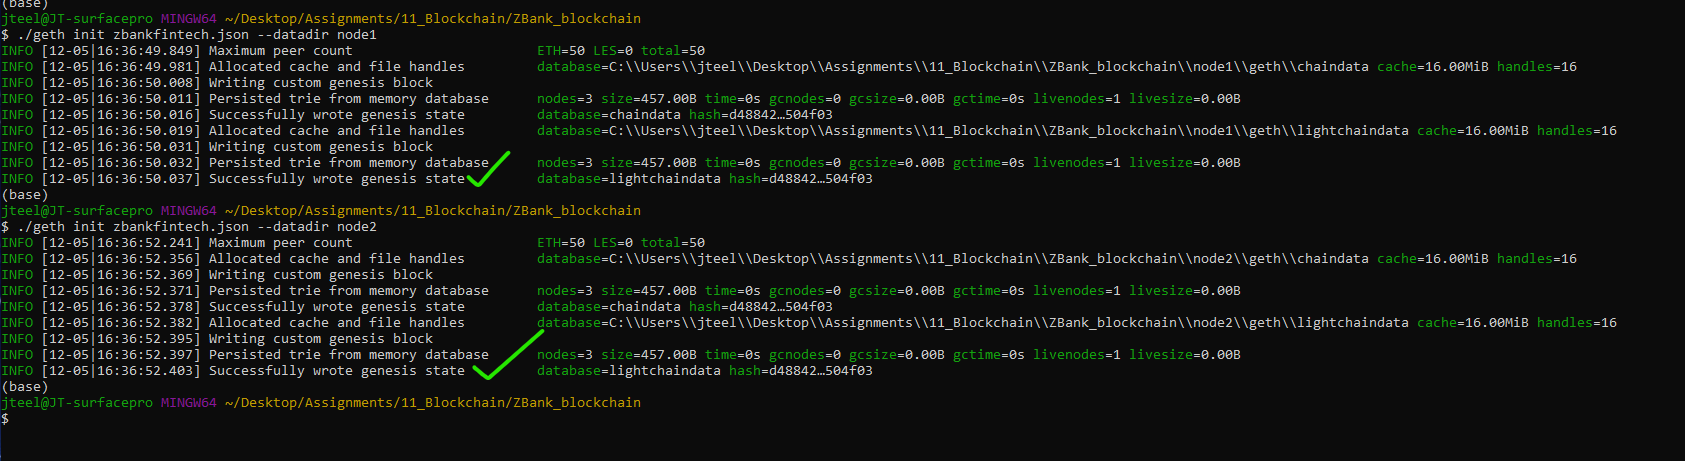 (base)
jteel@JT-surfacepro MINGW64 ~/Desktop/Assignments/11_Blockchain/ZBank_blockchain
$ ./geth init zbankfintech.json --datadir node1
INFO [12-05|16:36:49.849] Maximum peer count                       ETH=50 LES=0 total=50
INFO [12-05|16:36:49.981] Allocated cache and file handles         database=C:\\Users\\jteel\\Desktop\\Assignments\\11_Blockchain\\ZBank_blockchain\\node1\\geth\\chaindata cache=16.00MiB handles=16
INFO [12-05|16:36:50.008] Writing custom genesis block
INFO [12-05|16:36:50.011] Persisted trie from memory database      nodes=3 size=457.00B time=0s gcnodes=0 gcsize=0.00B gctime=0s livenodes=1 livesize=0.00B
INFO [12-05|16:36:50.016] Successfully wrote genesis state         database=chaindata hash=d48842…504f03
INFO [12-05|16:36:50.019] Allocated cache and file handles         database=C:\\Users\\jteel\\Desktop\\Assignments\\11_Blockchain\\ZBank_blockchain\\node1\\geth\\lightchaindata cache=16.00MiB handles=16
INFO [12-05|16:36:50.031] Writing custom genesis block
INFO [12-05|16:36:50.032] Persisted trie from memory database      nodes=3 size=457.00B time=0s gcnodes=0 gcsize=0.00B gctime=0s livenodes=1 livesize=0.00B
INFO [12-05|16:36:50.037] Successfully wrote genesis state         database=lightchaindata hash=d48842…504f03
(base)
jteel@JT-surfacepro MINGW64 ~/Desktop/Assignments/11_Blockchain/ZBank_blockchain
$ ./geth init zbankfintech.json --datadir node2
INFO [12-05|16:36:52.241] Maximum peer count                       ETH=50 LES=0 total=50
INFO [12-05|16:36:52.356] Allocated cache and file handles         database=C:\\Users\\jteel\\Desktop\\Assignments\\11_Blockchain\\ZBank_blockchain\\node2\\geth\\chaindata cache=16.00MiB handles=16
INFO [12-05|16:36:52.369] Writing custom genesis block
INFO [12-05|16:36:52.371] Persisted trie from memory database      nodes=3 size=457.00B time=0s gcnodes=0 gcsize=0.00B gctime=0s livenodes=1 livesize=0.00B
INFO [12-05|16:36:52.378] Successfully wrote genesis state         database=chaindata hash=d48842…504f03
INFO [12-05|16:36:52.382] Allocated cache and file handles         database=C:\\Users\\jteel\\Desktop\\Assignments\\11_Blockchain\\ZBank_blockchain\\node2\\geth\\lightchaindata cache=16.00MiB handles=16
INFO [12-05|16:36:52.395] Writing custom genesis block
INFO [12-05|16:36:52.397] Persisted trie from memory database      nodes=3 size=457.00B time=0s gcnodes=0 gcsize=0.00B gctime=0s livenodes=1 livesize=0.00B
INFO [12-05|16:36:52.403] Successfully wrote genesis state         database=lightchaindata hash=d48842…504f03
(base)
jteel@JT-surfacepro MINGW64 ~/Desktop/Assignments/11_Blockchain/ZBank_blockchain
$